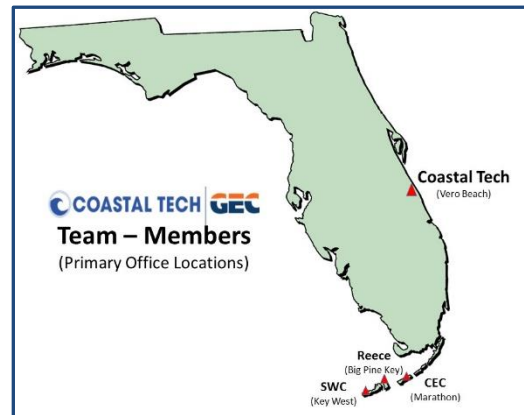 Coastal Tech
(Vero Beach)
COASTAL TECH GEC
Team – Members
(Primary Office Locations)
Reece
(Big Pine Key)
SWC
(Key West)
CEC
(Marathon)